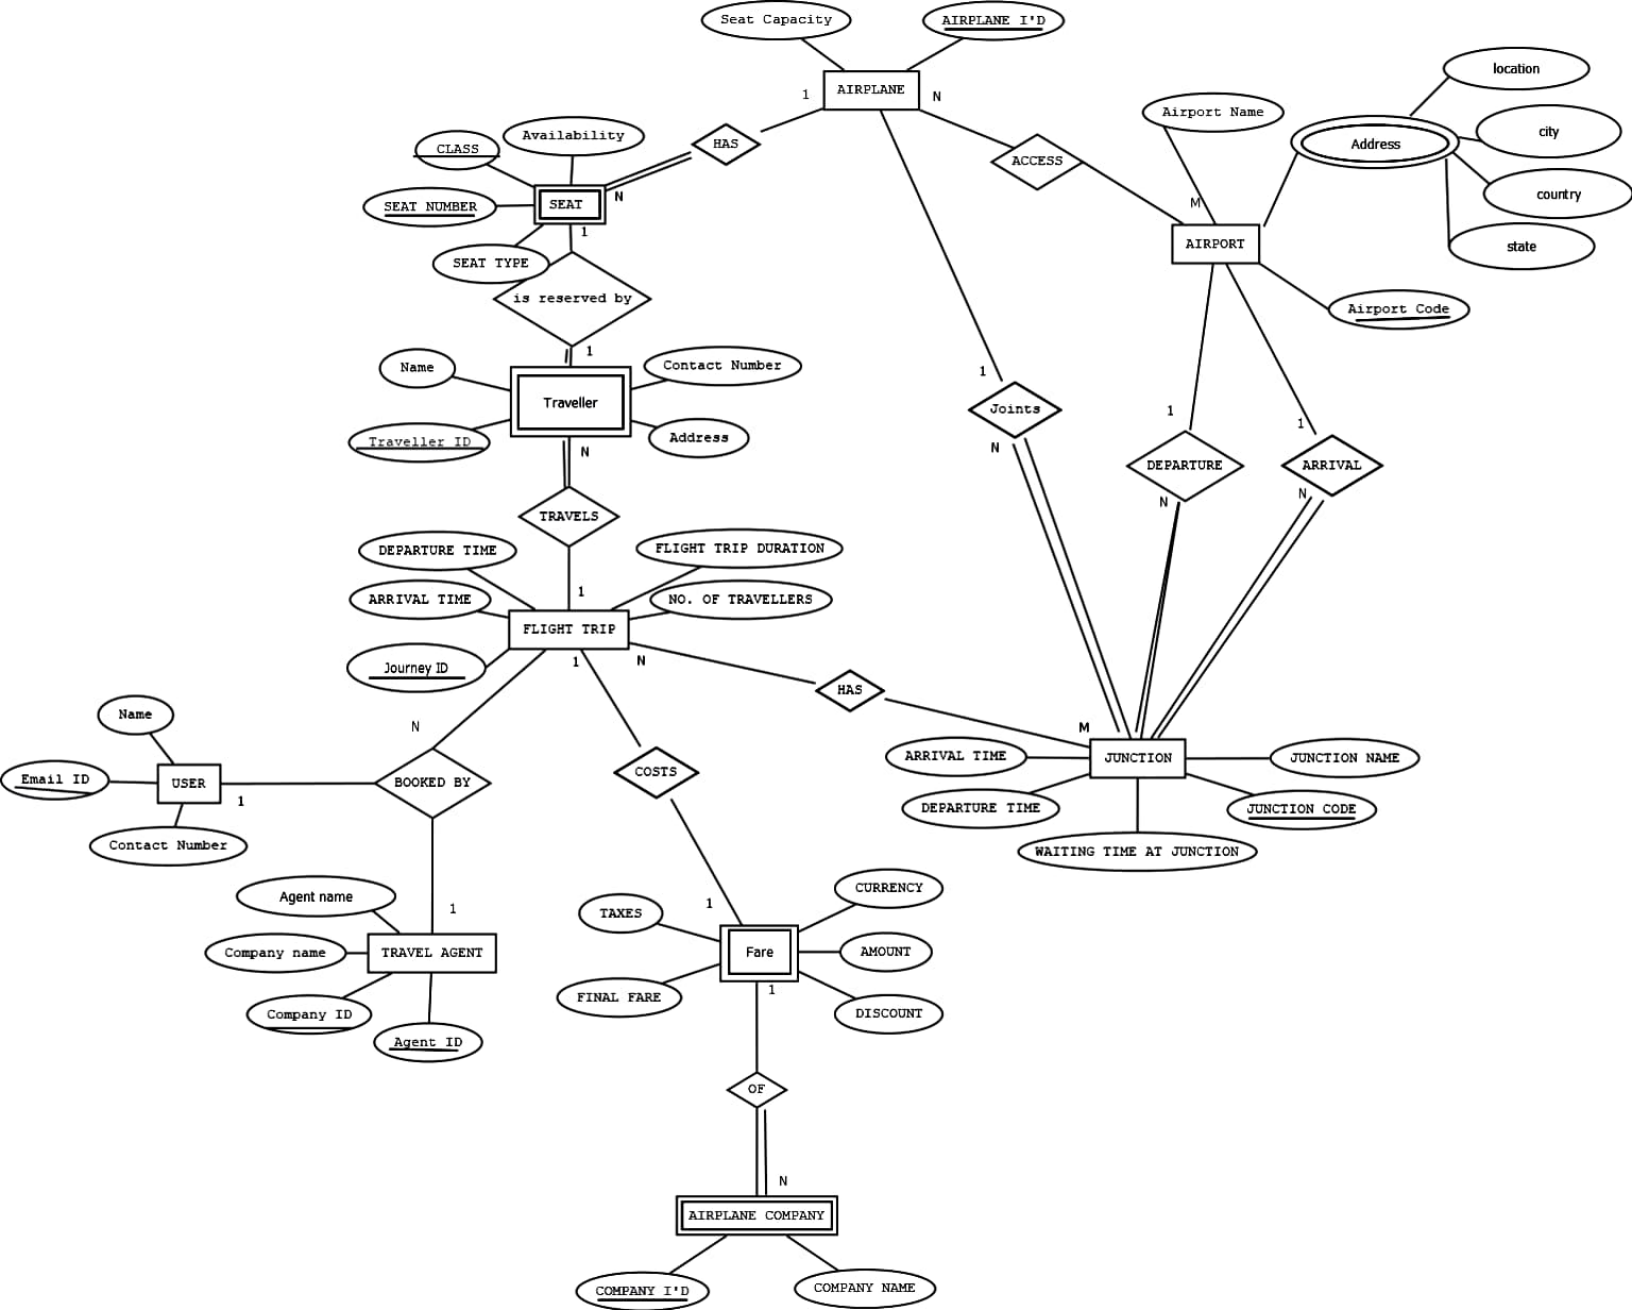 Seat Capacity
AIRPLANE I'D
AIRPLANE
1
N
location
Airport Name
Address
city
country
state
Availability
CLASS
HAS
ACCESS
SEAT NUMBER
SEAT
N
M
1
AIRPORT
SEAT TYPE
is reserved by
Airport Code
1
Name
Contact Number
Traveller
1
Joints
Traveller ID
Address
N
N
1
1
DEPARTURE
ARRIVAL
N
N
TRAVELS
DEPARTURE TIME
FLIGHT TRIP DURATION
1
ARRIVAL TIME
NO. OF TRAVELLERS
FLIGHT TRIP
1
N
Journey ID
HAS
Name
N
M
Email ID
USER
1
BOOKED BY
COSTS
ARRIVAL TIME
JUNCTION
JUNCTION NAME
DEPARTURE TIME
JUNCTION CODE
Contact Number
WAITING TIME AT JUNCTION
Agent name
1
1
TAXES
CURRENCY
Company name
TRAVEL AGENT
Fare
AMOUNT
1
FINAL FARE
DISCOUNT
Company ID
Agent ID
OF
N
AIRPLANE COMPANY
COMPANY I'D
COMPANY NAME